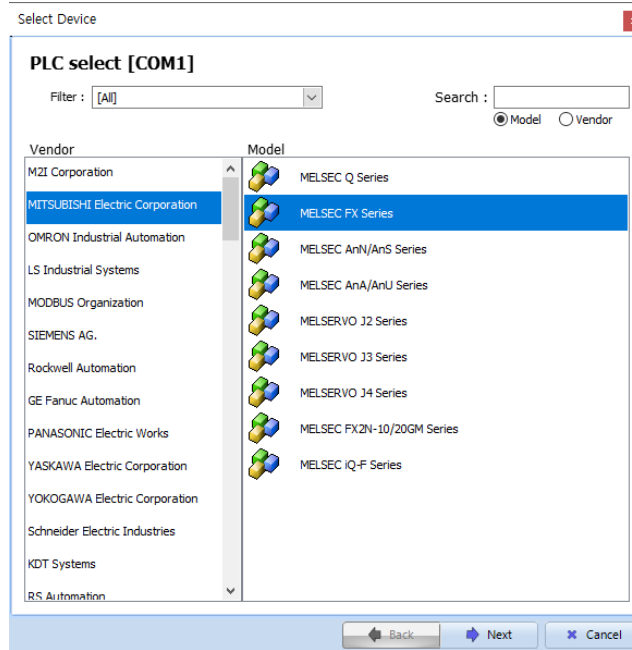 Select Device
PLC select [COM1]
Filter : [All]
Search :
Model Vendor
Vendor
M2I Corporation
MITSUBISHI Electric Corporation
OMRON Industrial Automation
LS Industrial Systems
MODBUS Organization
SIEMENS AG.
Rockwell Automation
GE Fanuc Automation
PANASONIC Electric Works
YASKAWA Electric Corporation
YOKOGAWA Electric Corporation
Schneider Electric Industries
KDT Systems
RS Automation
Model
MELSEC Q Series
MELSEC FX Series
MELSEC AnN/AnS Series
MELSEC AnA/AnU Series
MELSERVO J2 Series
MELSERVO J3 Series
MELSERVO J4 Series
MELSEC FX2N-10/20GM Series
MELSEC iQ-F Series
Back Next Cancel